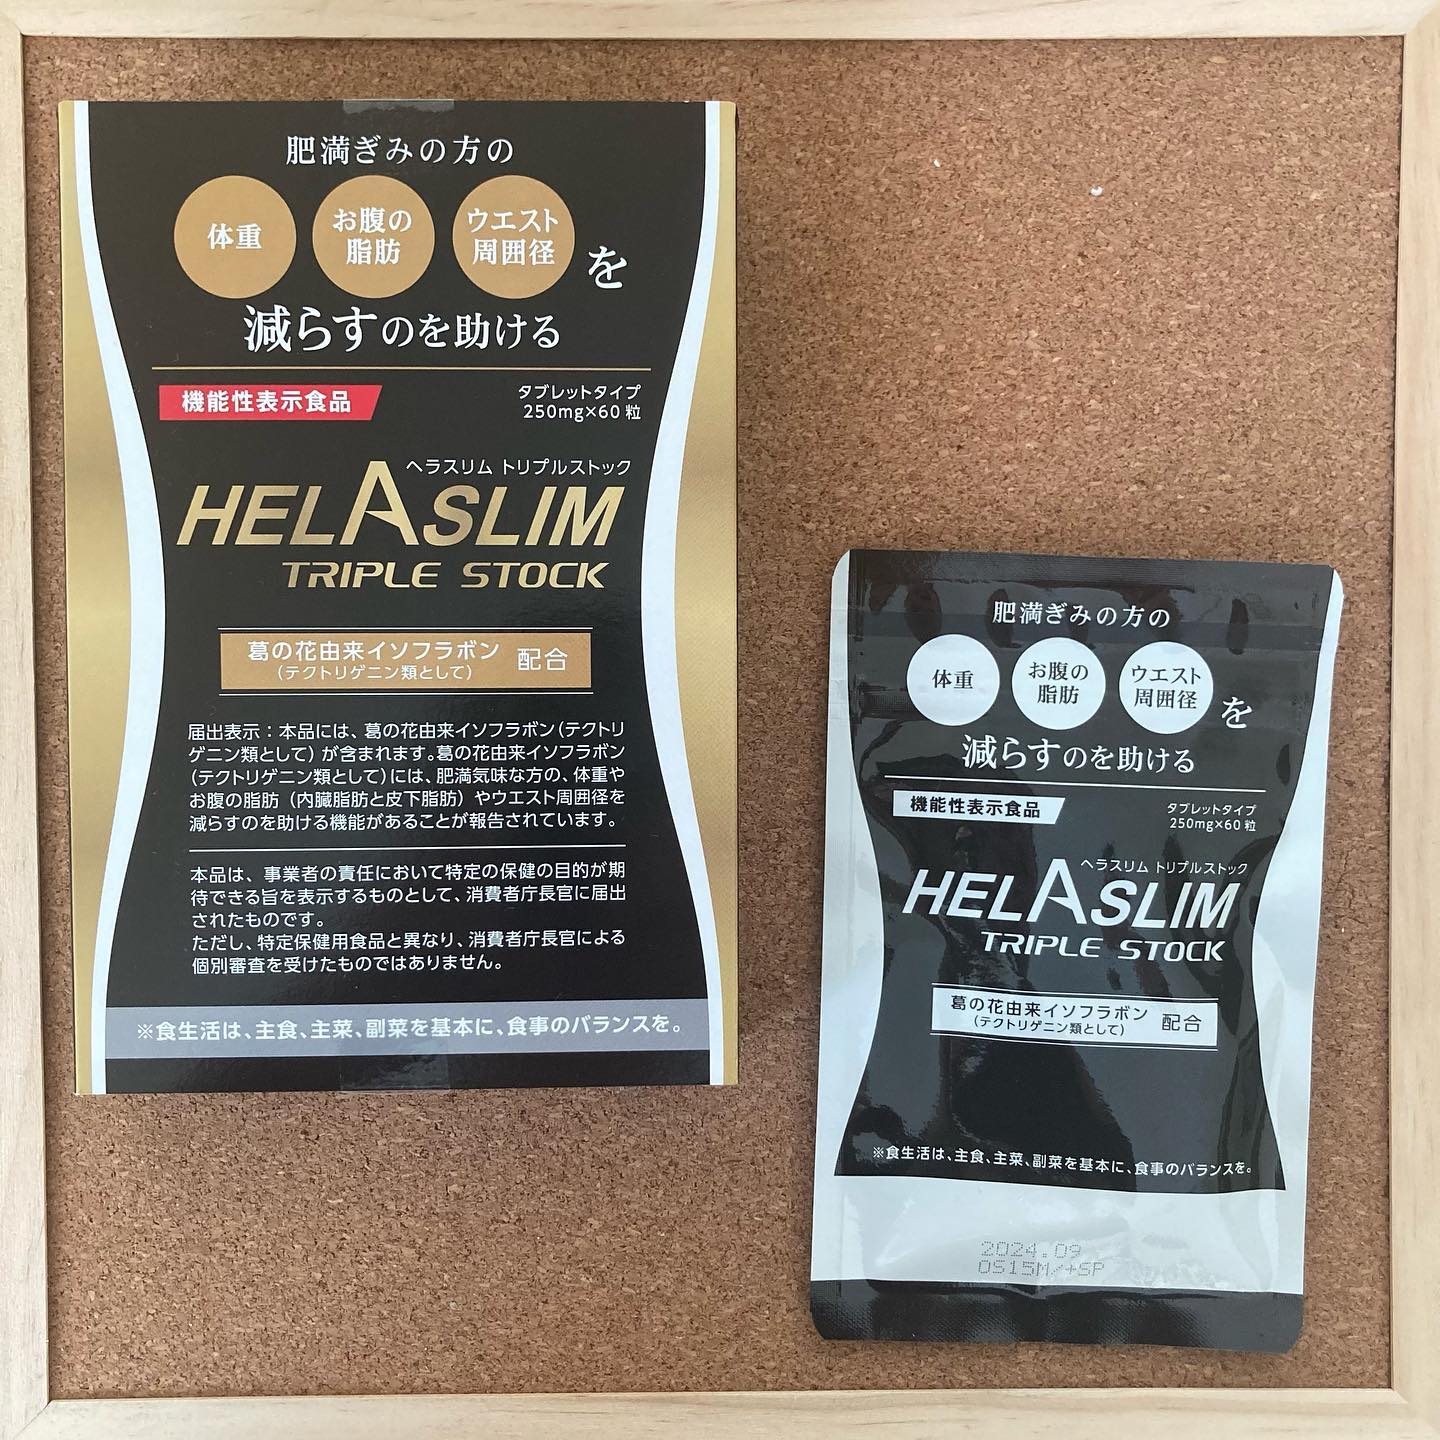 肥満ぎみの方の
体重 お腹の脂肪 ウエスト周囲径 を
減らすのを助ける
機能性表示食品
タブレットタイプ
250mg×60粒
ヘラスリム トリプルストック
HELASLIM
TRIPLE STOCK
葛の花由来イソフラボン 配合
(テクトリゲニン類として)
届出表示：本品には、葛の花由来イソフラボン(テクトリ
ゲニン類として)が含まれます。葛の花由来イソフラボン
(テクトリゲニン類として)には、肥満気味な方の、体重や
お腹の脂肪（内臓脂肪と皮下脂肪）やウエスト周囲径を
減らすのを助ける機能があることが報告されています。
本品は、事業者の責任において特定の保健の目的が期
待できる旨を表示するものとして、消費者庁長官に届出
されたものです。
ただし、特定保健用食品と異なり、消費者庁長官による
個別審査を受けたものではありません。
※食生活は、主食、主菜、副菜を基本に、食事のバランスを。
肥満ぎみの方の
体重 お腹の脂肪 ウエスト周囲径 を
減らすのを助ける
機能性表示食品
タブレットタイプ
250mg×60粒
ヘラスリム トリプルストック
HELASLIM
TRIPLE STOCK
葛の花由来イソフラボン 配合
(テクトリゲニン類として)
※食生活は、主食、主菜、副菜を基本に、食事のバランスを。
2024.09
OS15M/+SP